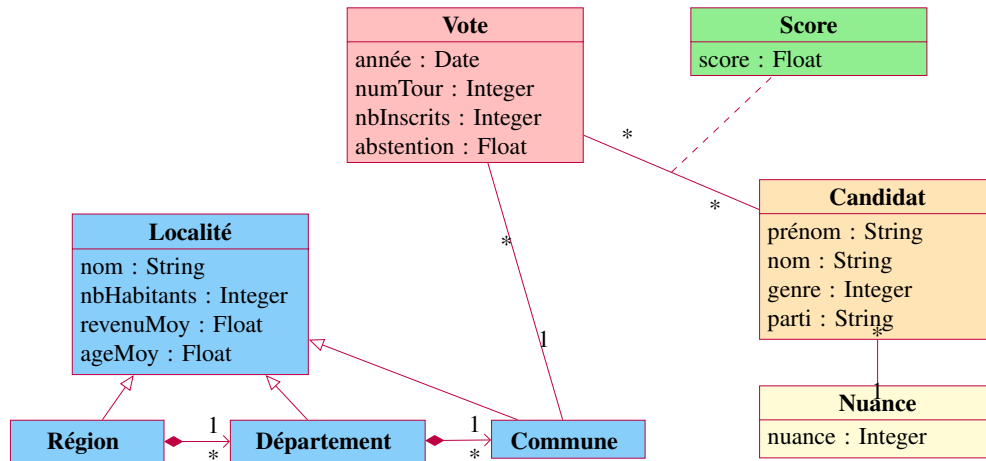 Vote
année : Date
numTour : Integer
nbInscrits : Integer
abstention : Float
Score
score : Float
*
*
Candidat
prénom : String
nom : String
genre : Integer
parti : String
*
1
Nuance
nuance : Integer
*
1
Localité
nom : String
nbHabitants : Integer
revenuMoy : Float
ageMoy : Float
Région
1
*
Département
1
*
Commune